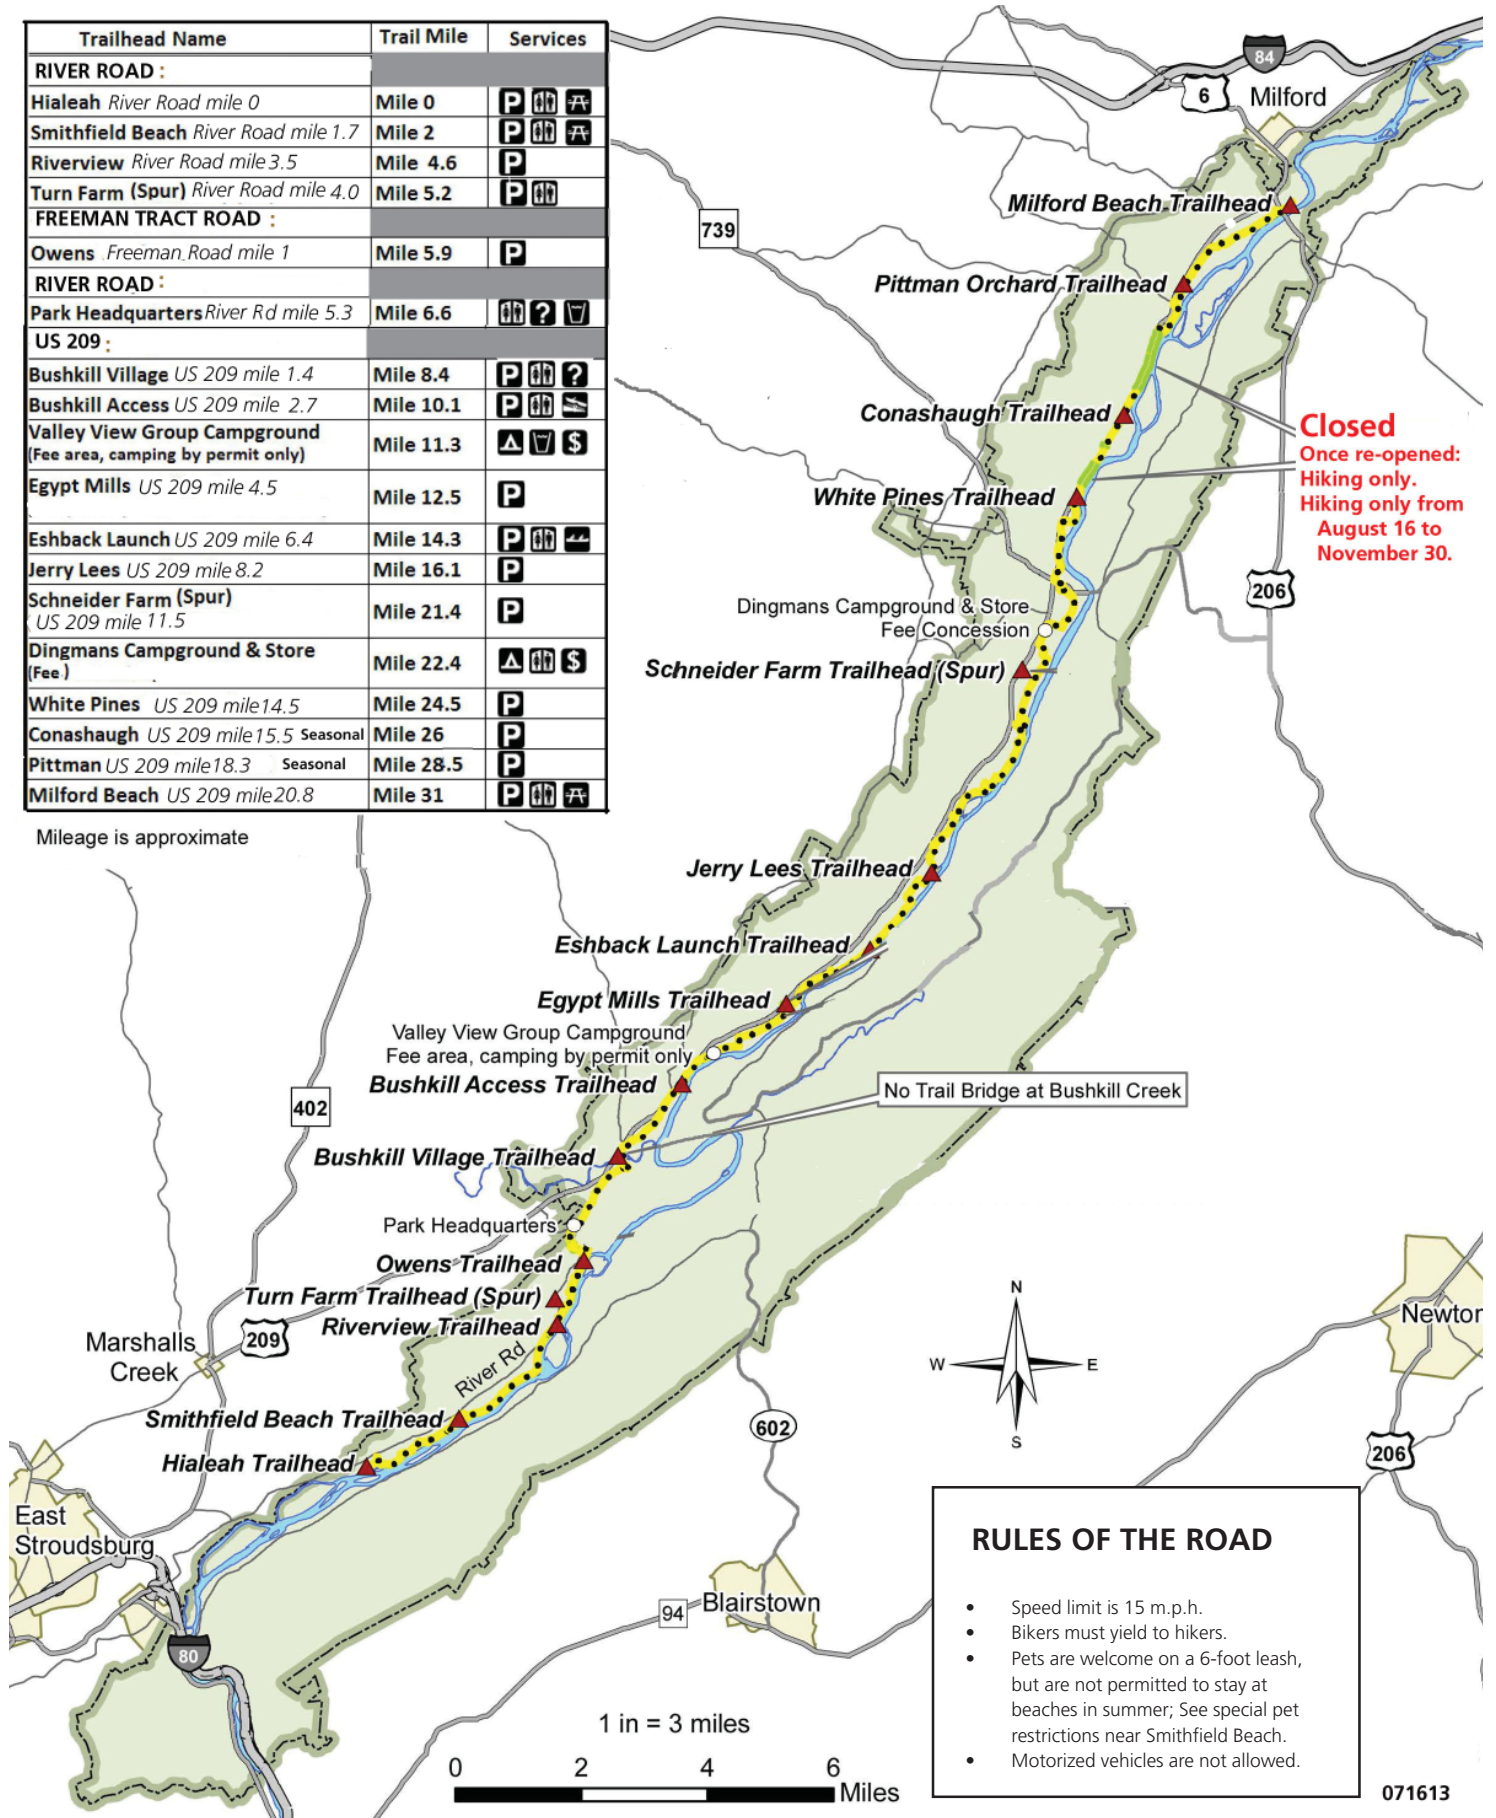 Trailhead Name Trail Mile Services
RIVER ROAD :
Hialeah River Road mile 0 Mile 0 P
Smithfield Beach River Road mile 1.7 Mile 2 P
Riverview River Road mile 3.5 Mile 4.6 P
Turn Farm (Spur) River Road mile 4.0 Mile 5.2 P
FREEMAN TRACT ROAD :
Owens Freeman Road mile 1 Mile 5.9 P
RIVER ROAD :
Park Headquarters River Rd mile 5.3 Mile 6.6 ?
US 209 :
Bushkill Village US 209 mile 1.4 Mile 8.4 P ?
Bushkill Access US 209 mile 2.7 Mile 10.1 P
Valley View Group Campground
(Fee area, camping by permit only) Mile 11.3 $
Egypt Mills US 209 mile 4.5 Mile 12.5 P
Eshback Launch US 209 mile 6.4 Mile 14.3 P
Jerry Lees US 209 mile 8.2 Mile 16.1 P
Schneider Farm (Spur)
US 209 mile 11.5 Mile 21.4 P
Dingmans Campground & Store
(Fee ) Mile 22.4 $
White Pines US 209 mile 14.5 Mile 24.5 P
Conashaugh US 209 mile 15.5 Seasonal Mile 26 P
Pittman US 209 mile 18.3 Seasonal Mile 28.5 P
Milford Beach US 209 mile 20.8 Mile 31 P
Mileage is approximate
84
6
Milford
Milford Beach Trailhead
739
Pittman Orchard Trailhead
Conashaugh Trailhead
Closed
Once re-opened:
Hiking only.
Hiking only from
August 16 to
November 30.
White Pines Trailhead
206
Dingmans Campground & Store
Fee Concession
Schneider Farm Trailhead (Spur)
Jerry Lees Trailhead
Eshback Launch Trailhead
Egypt Mills Trailhead
Valley View Group Campground
Fee area, camping by permit only
Bushkill Access Trailhead
No Trail Bridge at Bushkill Creek
402
Bushkill Village Trailhead
Park Headquarters
Owens Trailhead
Turn Farm Trailhead (Spur)
Riverview Trailhead
River Rd
209
Marshalls
Creek
Smithfield Beach Trailhead
Hialeah Trailhead
N
W E
S
Newton
602
206
East
Stroudsburg
80
94
Blairstown
1 in = 3 miles
0 2 4 6
Miles
RULES OF THE ROAD
• Speed limit is 15 m.p.h.
• Bikers must yield to hikers.
• Pets are welcome on a 6-foot leash,
but are not permitted to stay at
beaches in summer; See special pet
restrictions near Smithfield Beach.
• Motorized vehicles are not allowed.
071613